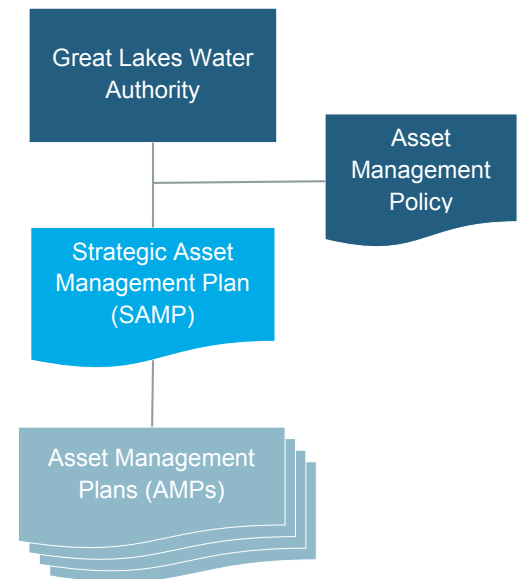 Great Lakes Water
Authority
Asset
Management
Policy
Strategic Asset
Management Plan
(SAMP)
Asset Management
Plans (AMPs)